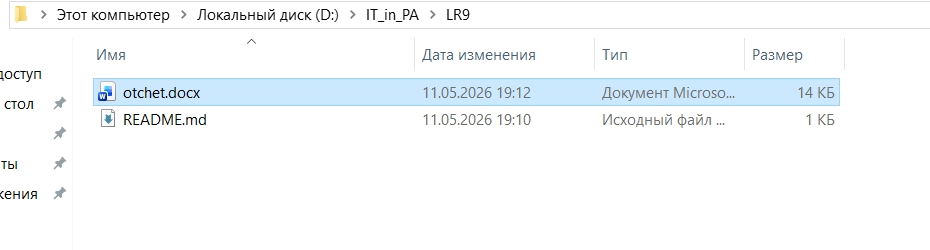 Этот компьютер > Локальный диск (D:) > IT_in_PA > LR9
Имя Дата изменения Тип Размер
доступ
otchet.docx 11.05.2026 19:12 Документ Microso... 14 КБ
стол
README.md 11.05.2026 19:10 Исходный файл ... 1 КБ
ты
жения